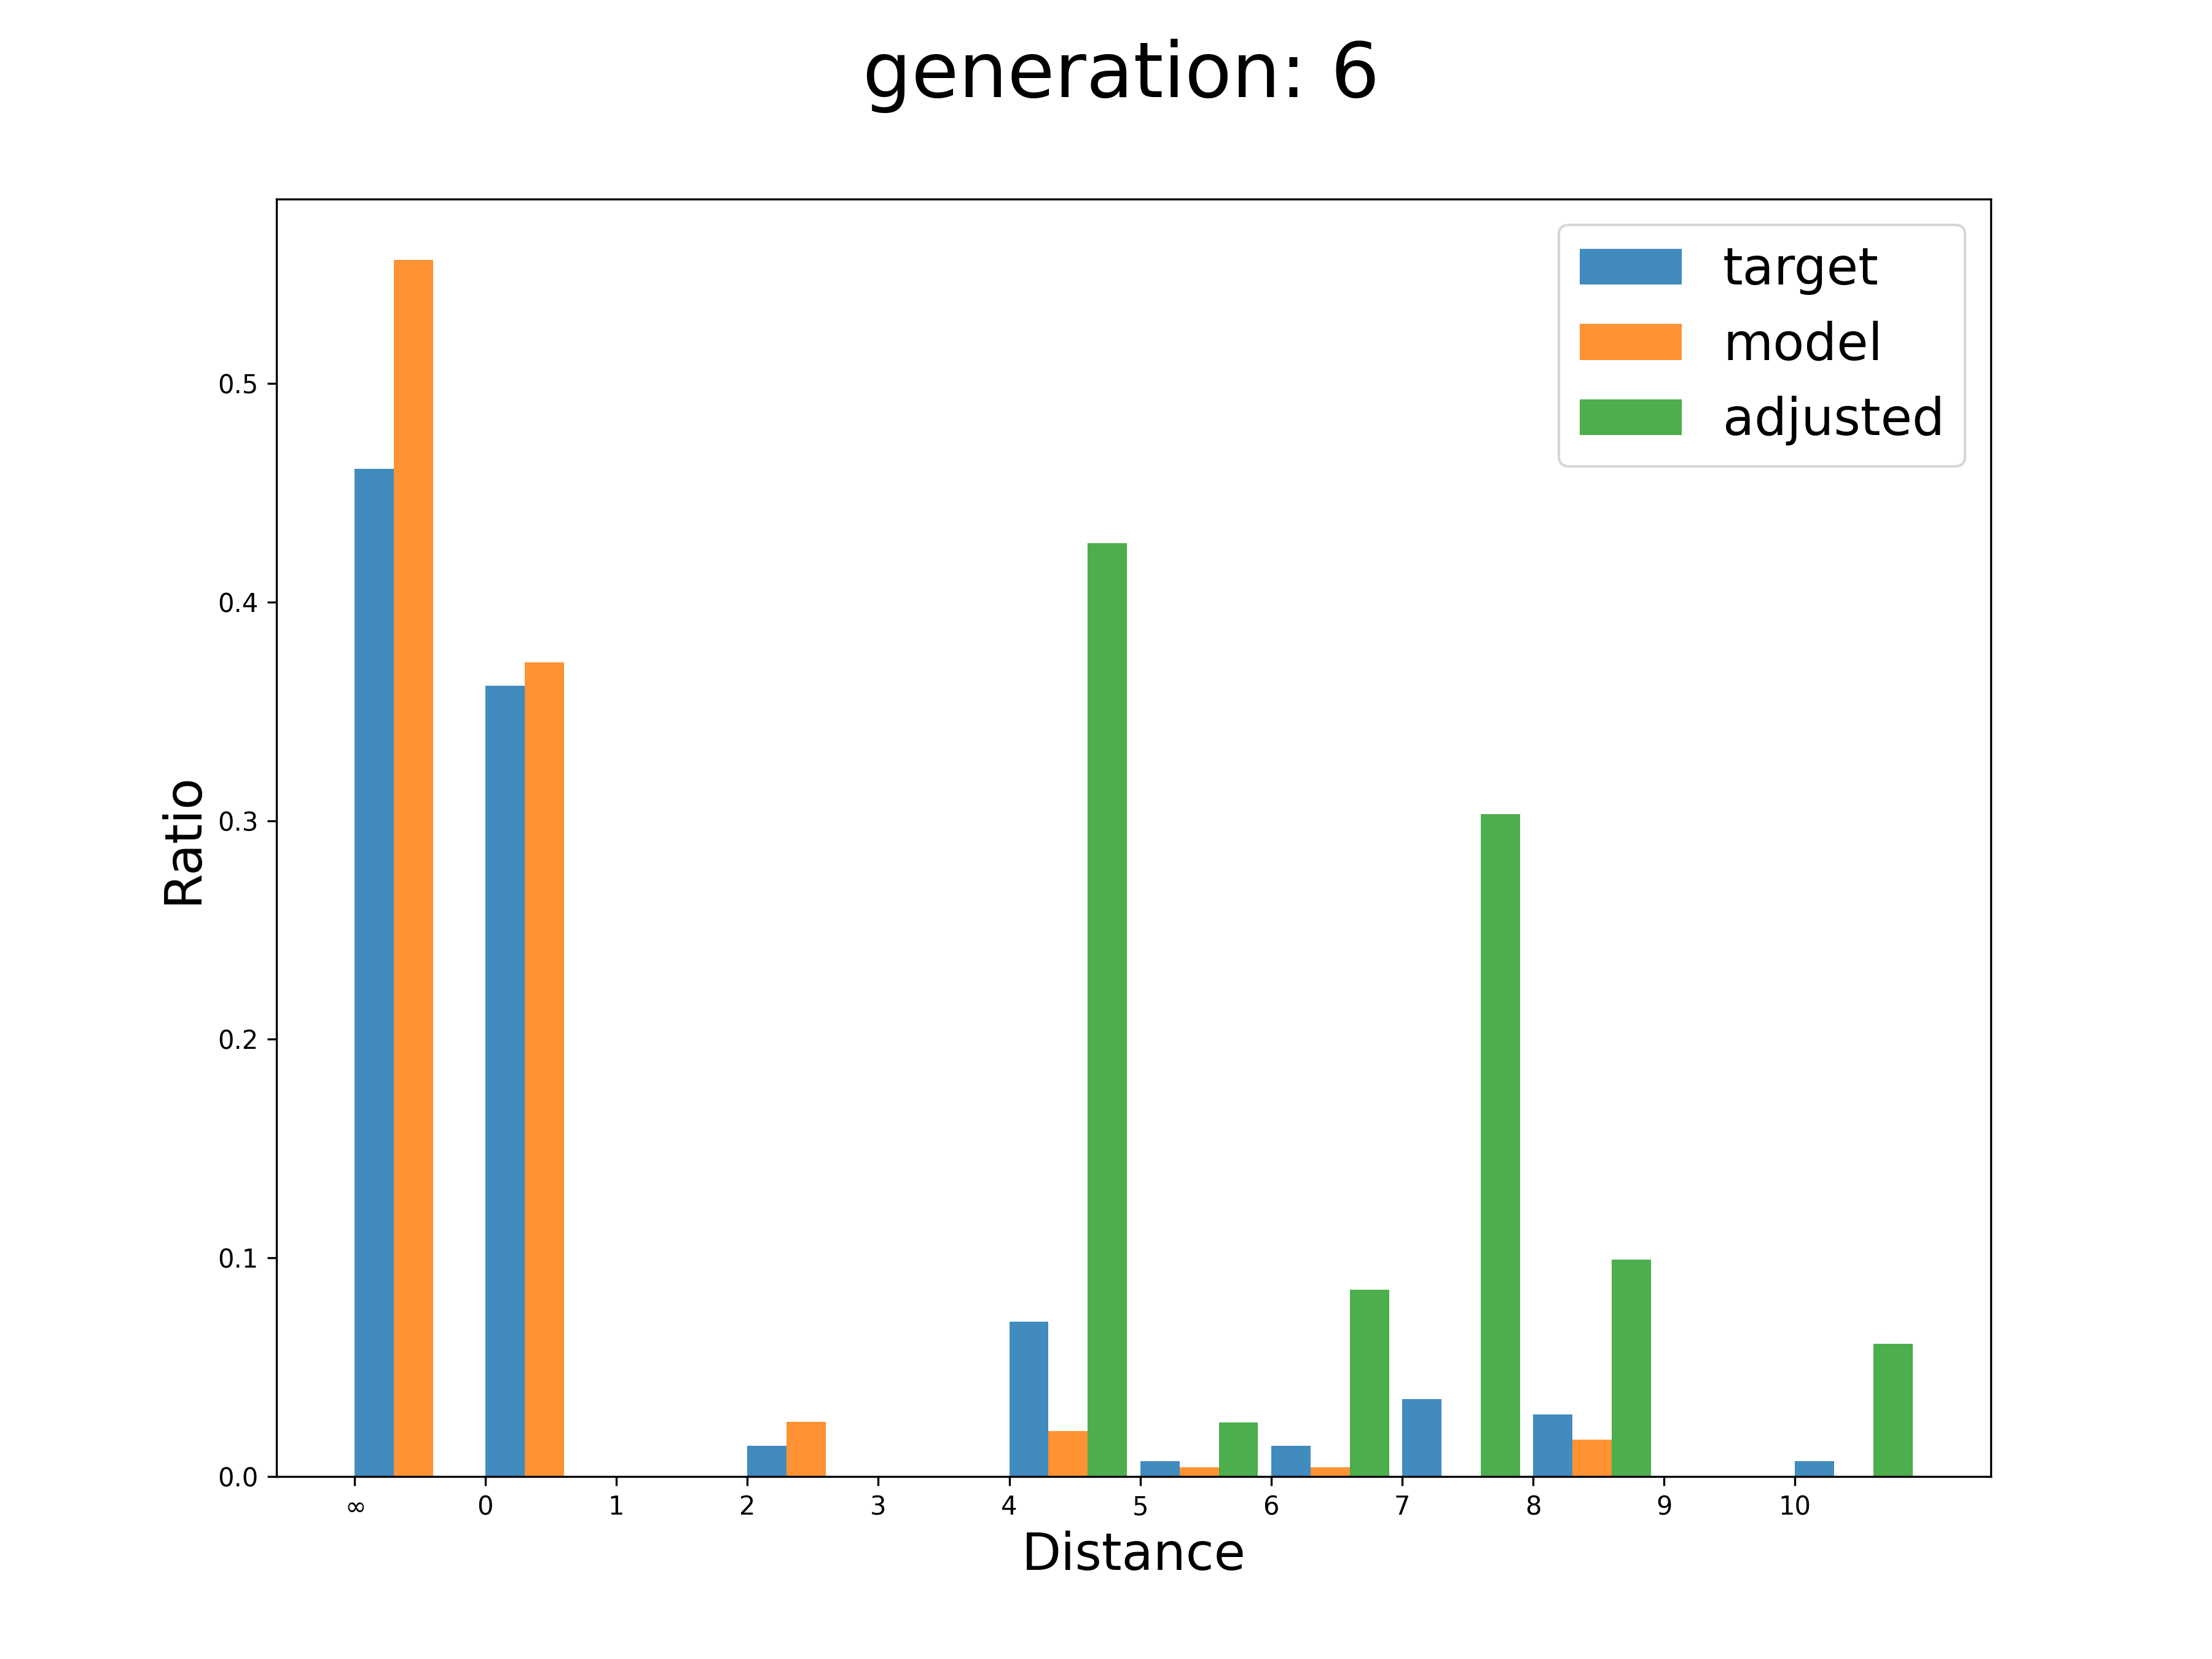 generation: 6
target
model
adjusted
Ratio
0.5
0.4
0.3
0.2
0.1
0.0
∞ 0 1 2 3 4 5 6 7 8 9 10
Distance